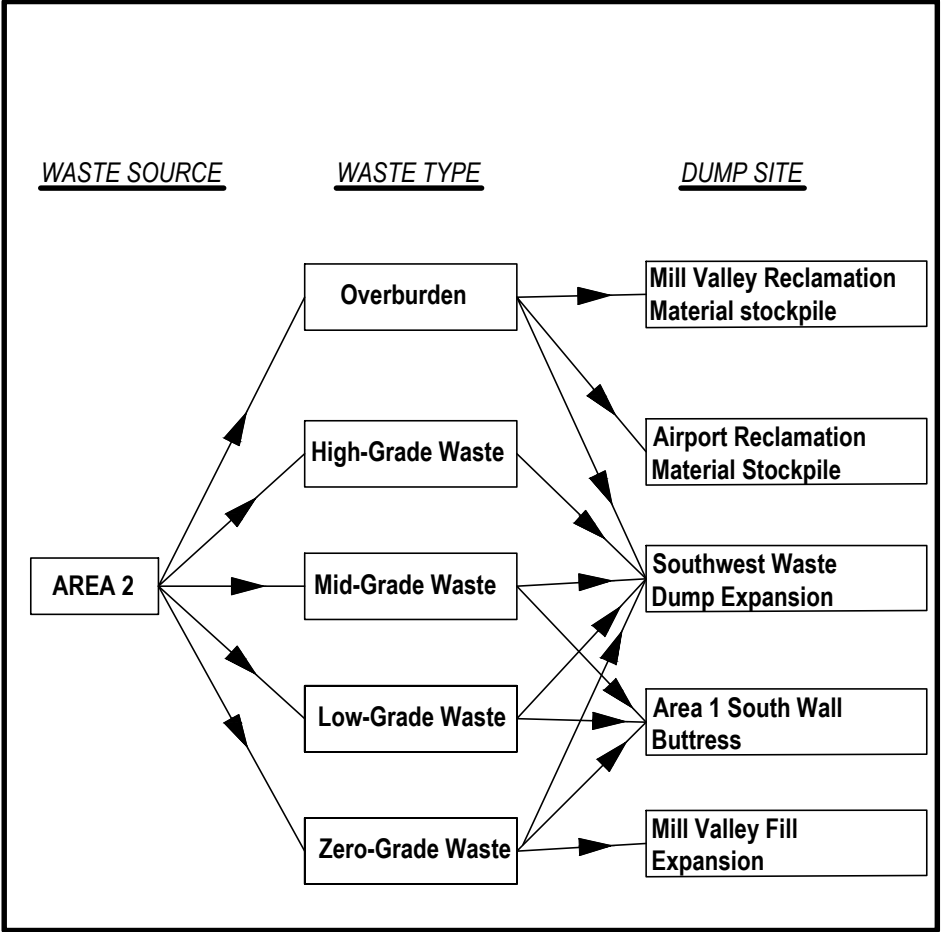 WASTE SOURCE
WASTE TYPE
DUMP SITE
AREA 2
Overburden
High-Grade Waste
Mid-Grade Waste
Low-Grade Waste
Zero-Grade Waste
Mill Valley Reclamation
Material stockpile
Airport Reclamation
Material Stockpile
Southwest Waste
Dump Expansion
Area 1 South Wall
Buttress
Mill Valley Fill
Expansion